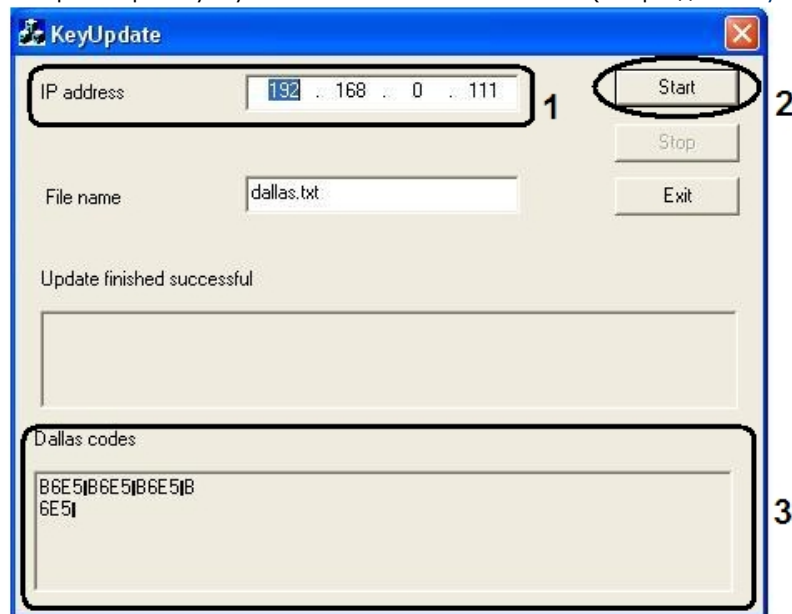 KeyUpdate
IP address 192 . 168 . 0 . 111
1
Start
2
Stop
File name dallas.txt
Exit
Update finished successful
Dallas codes
B6E5|B6E5|B6E5|B
6E5|
3